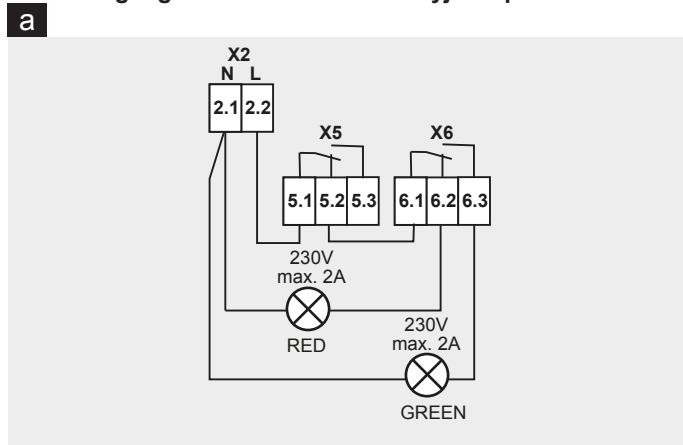 a
X2
N L
2.1 2.2
X5 X6
5.1 5.2 5.3 6.1 6.2 6.3
230V
max. 2A
RED
230V
max. 2A
GREEN